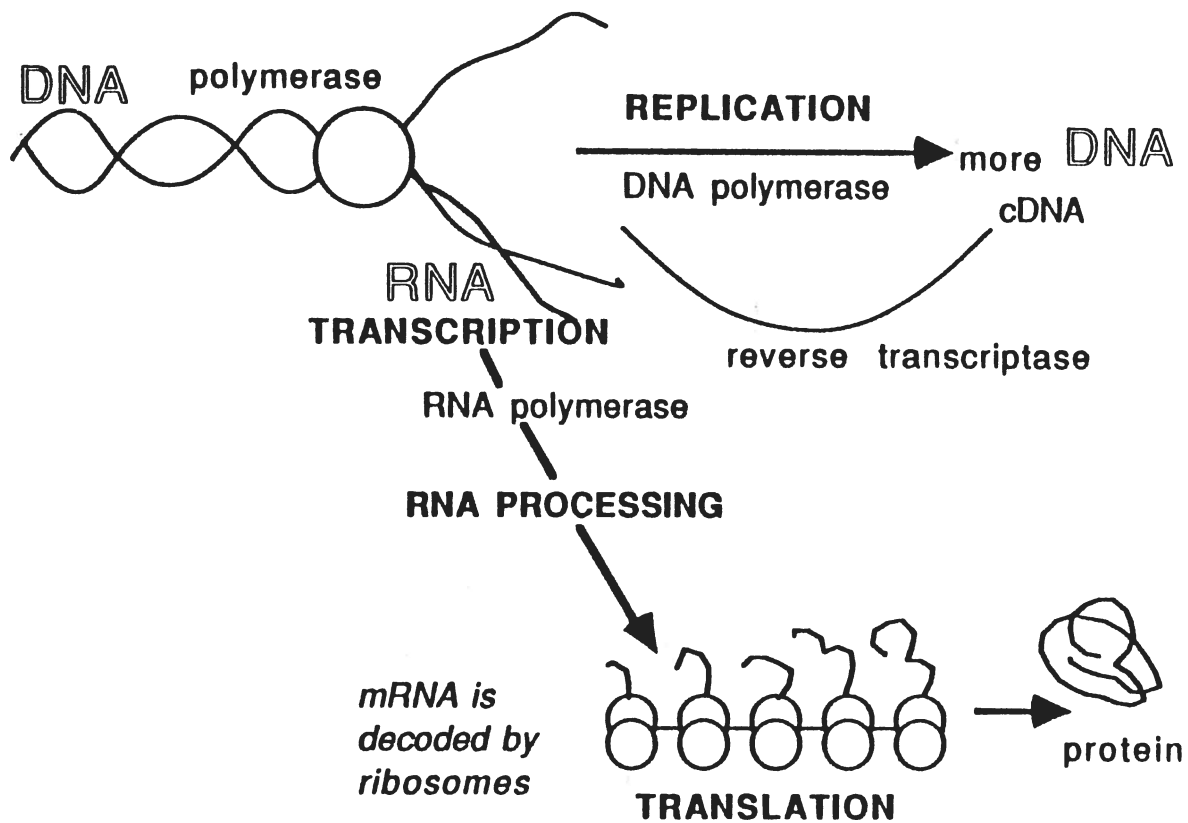 DNA
polymerase
REPLICATION
more DNA
DNA polymerase
cDNA
RNA
TRANSCRIPTION
reverse transcriptase
RNA polymerase
RNA PROCESSING
mRNA is
decoded by
ribosomes
protein
TRANSLATION